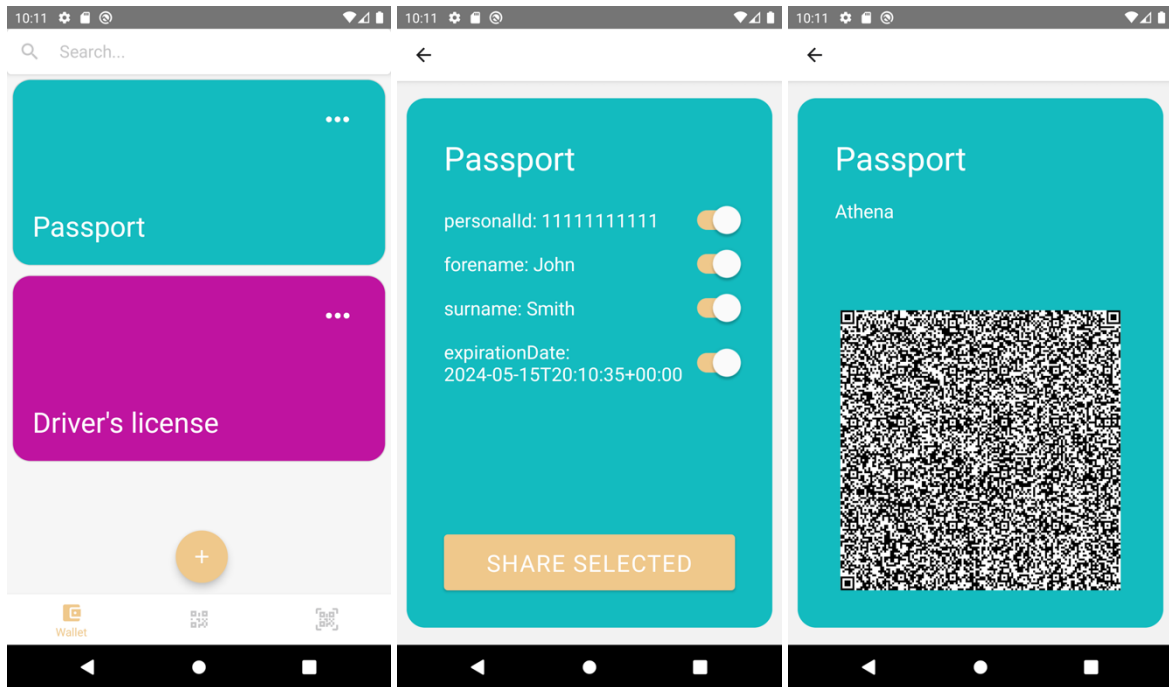 10:11
Search...
Passport
Driver's license
+
Wallet
10:11
Passport
personalId: 11111111111
forename: John
surname: Smith
expirationDate:
2024-05-15T20:10:35+00:00
SHARE SELECTED
10:11
Passport
Athena